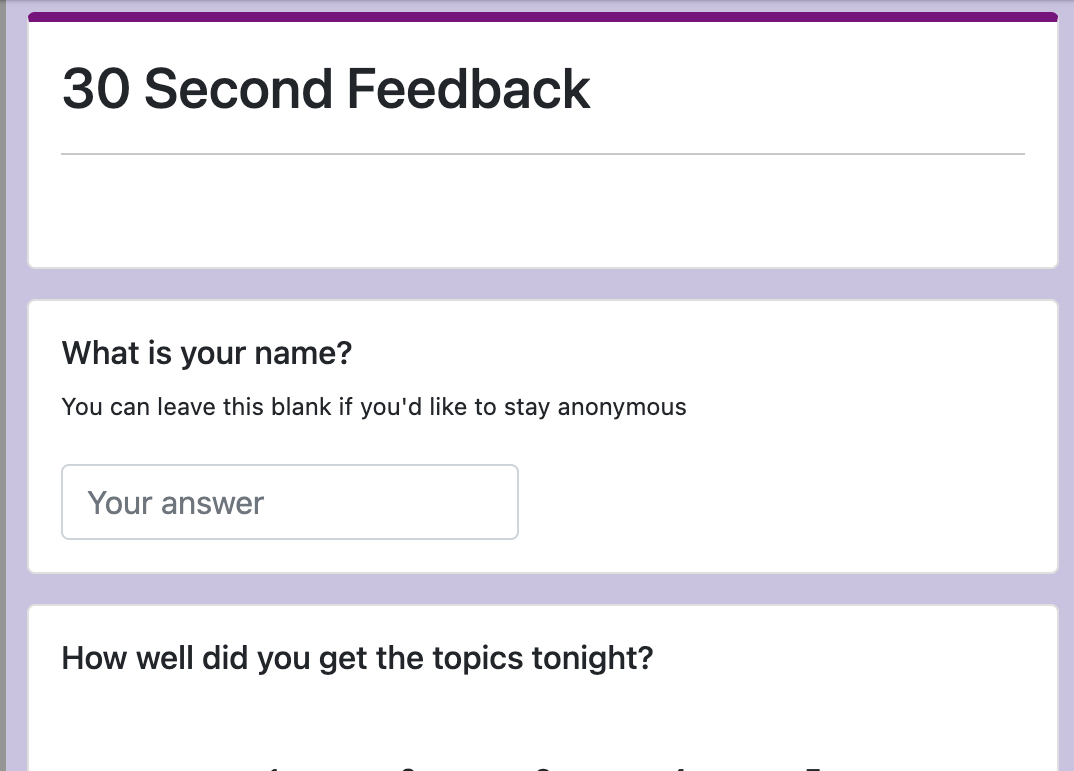 30 Second Feedback
What is your name?
You can leave this blank if you'd like to stay anonymous
Your answer
How well did you get the topics tonight?